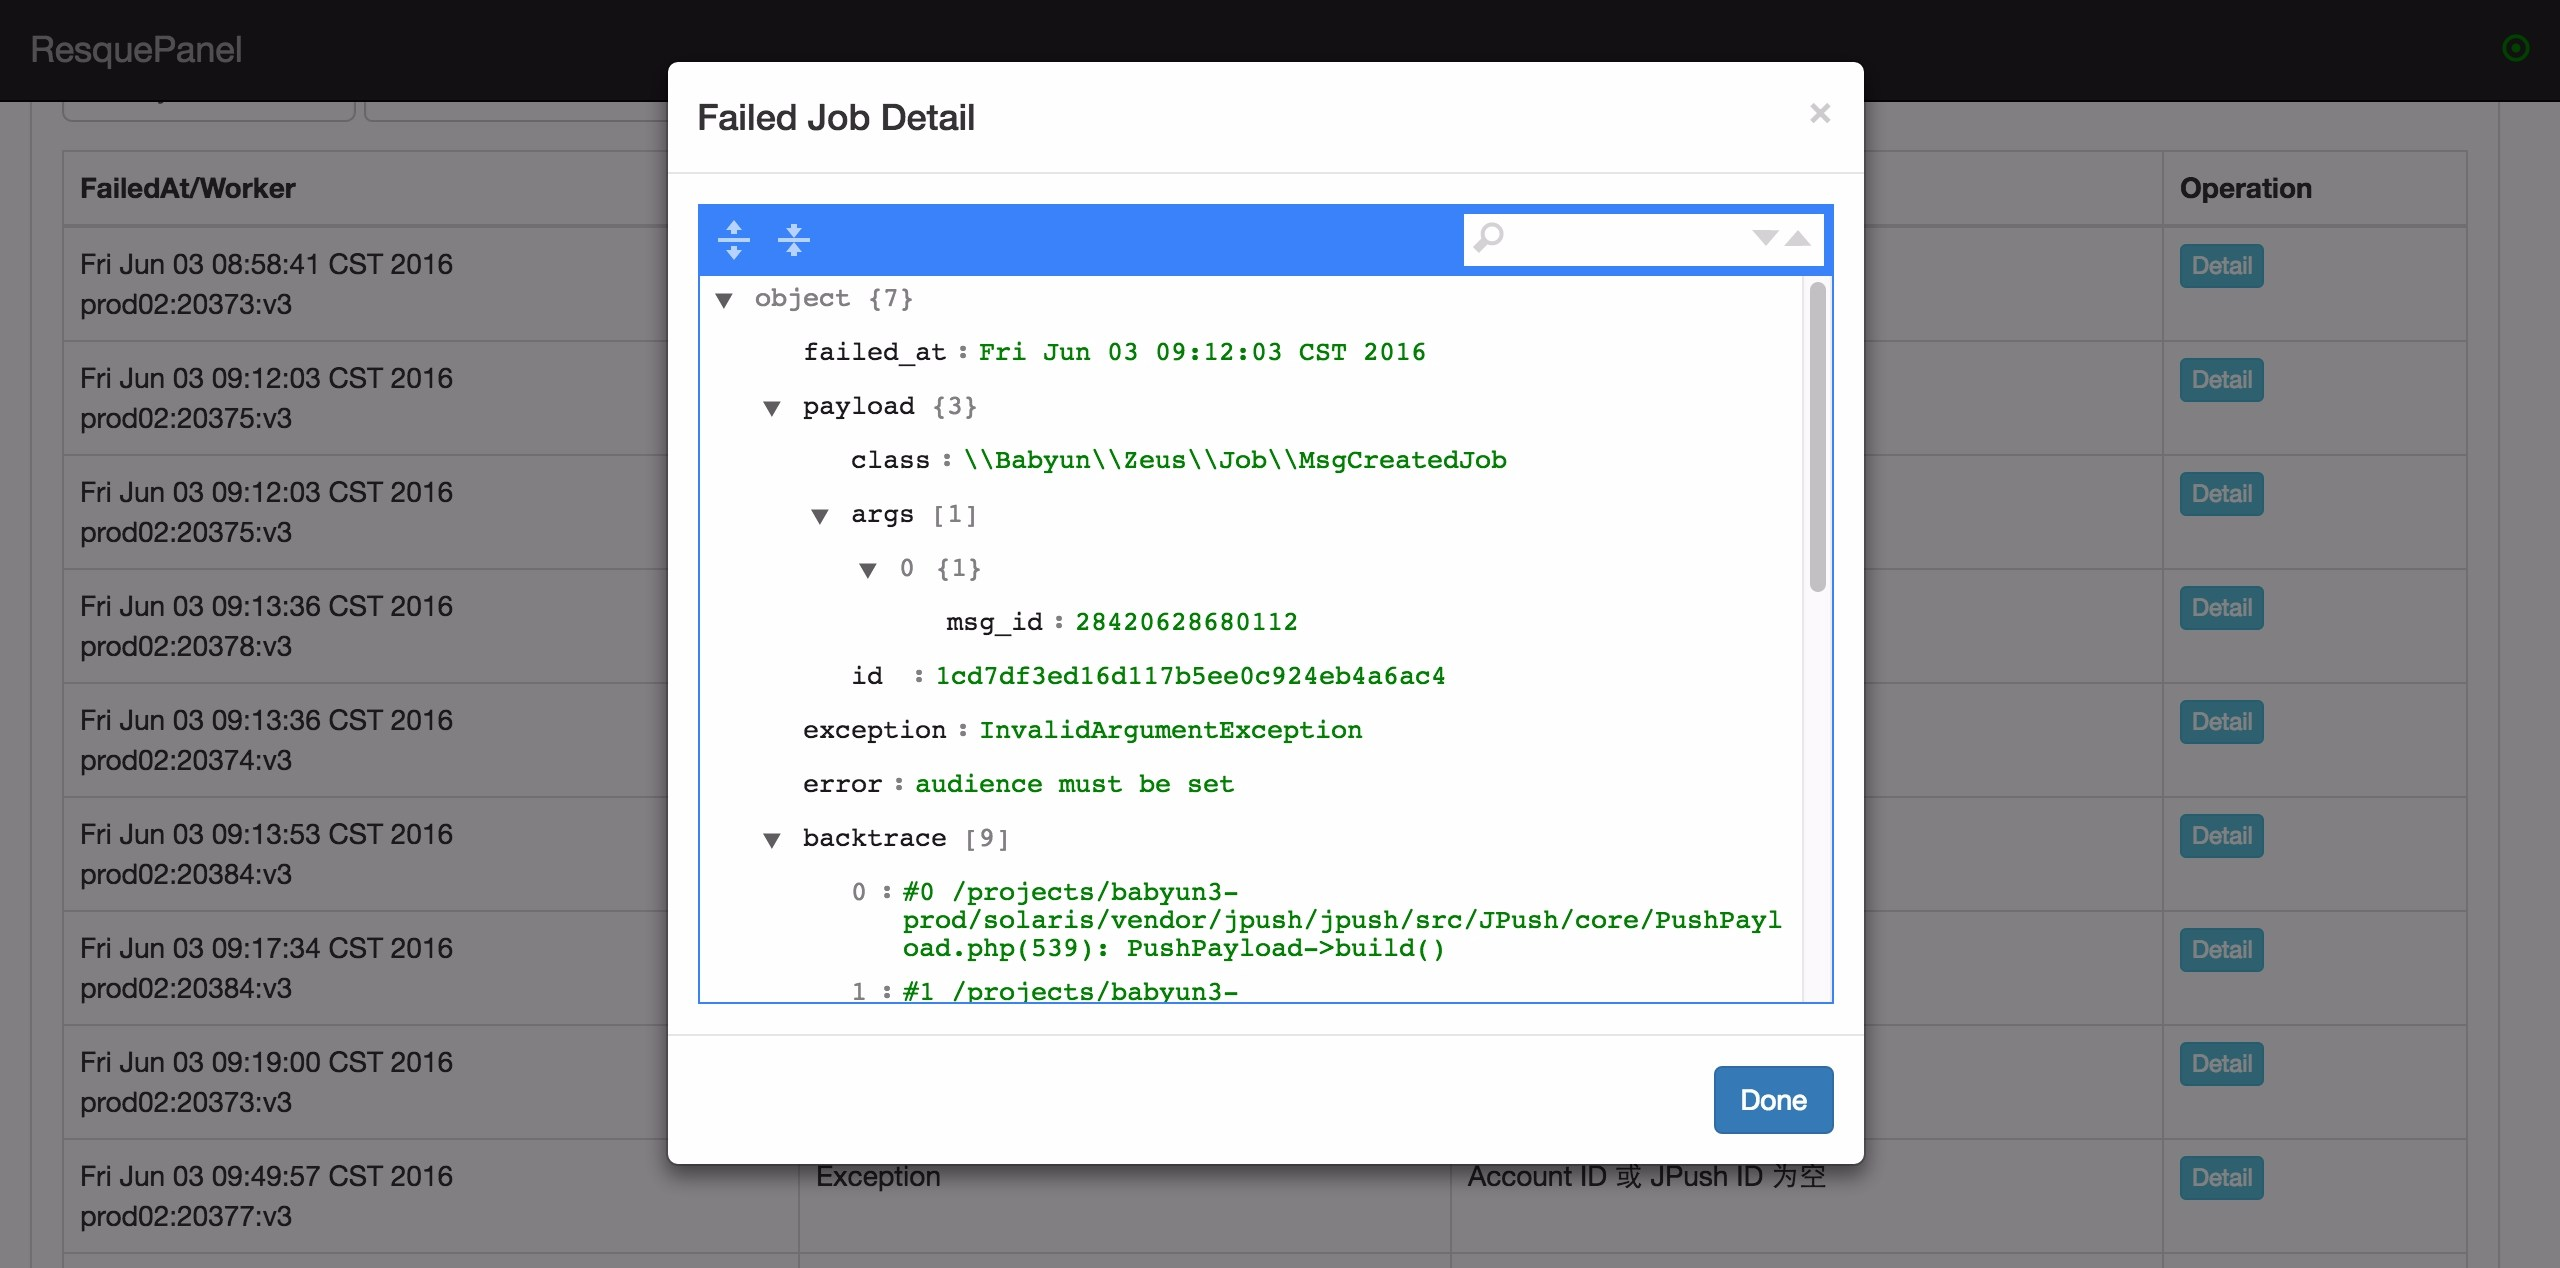 ResquePanel
Failed Job Detail
×
FailedAt/Worker
Operation
Fri Jun 03 08:58:41 CST 2016
prod02:20373:v3
Detail
Fri Jun 03 09:12:03 CST 2016
prod02:20375:v3
Detail
Fri Jun 03 09:12:03 CST 2016
prod02:20375:v3
Detail
Fri Jun 03 09:13:36 CST 2016
prod02:20378:v3
Detail
Fri Jun 03 09:13:36 CST 2016
prod02:20374:v3
Detail
Fri Jun 03 09:13:53 CST 2016
prod02:20384:v3
Detail
Fri Jun 03 09:17:34 CST 2016
prod02:20384:v3
Detail
Fri Jun 03 09:19:00 CST 2016
prod02:20373:v3
Detail
object {7}
failed_at : Fri Jun 03 09:12:03 CST 2016
payload {3}
class : \\Babyun\\Zeus\\Job\\MsgCreatedJob
args [1]
0 {1}
msg_id : 28420628680112
id : 1cd7df3ed16d117b5ee0c924eb4a6ac4
exception : InvalidArgumentException
error : audience must be set
backtrace [9]
0 : #0 /projects/babyun3-
prod/solaris/vendor/jpush/jpush/src/JPush/core/PushPayl
oad.php(539): PushPayload->build()
1 : #1 /projects/babyun3-
Done
Fri Jun 03 09:49:57 CST 2016
prod02:20377:v3
Exception
Account ID 或 JPush ID 为空
Detail